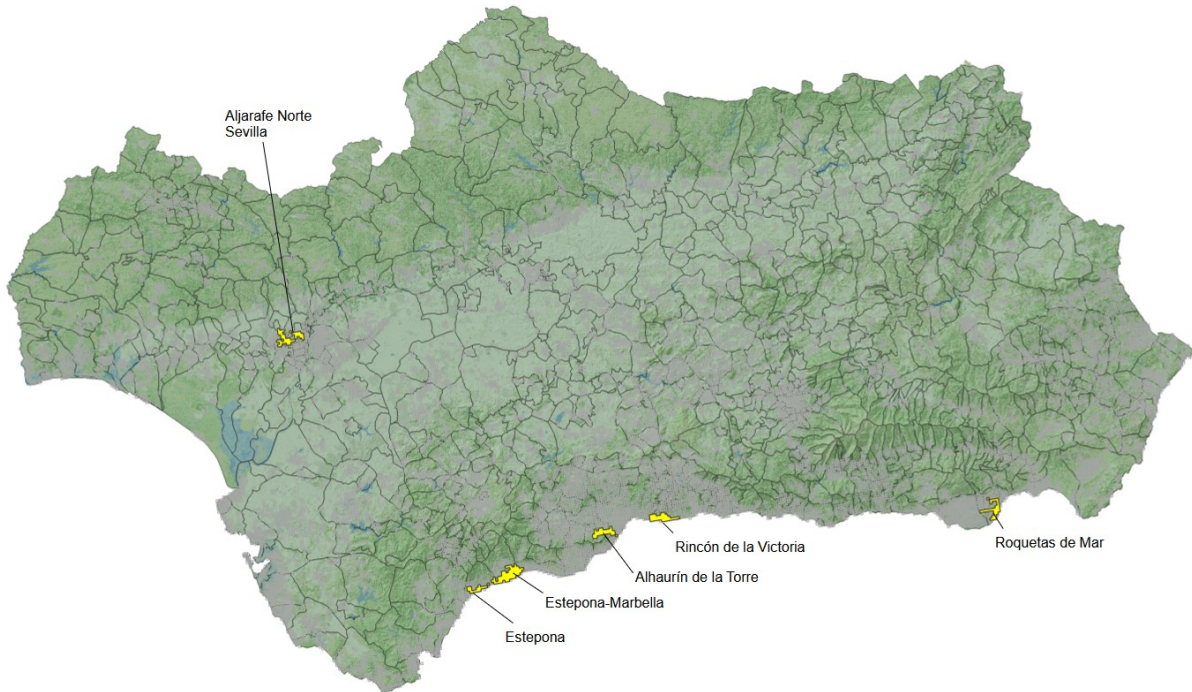 Aljarafe Norte
Sevilla
Rincón de la Victoria
Roquetas de Mar
Alhaurín de la Torre
Estepona-Marbella
Estepona